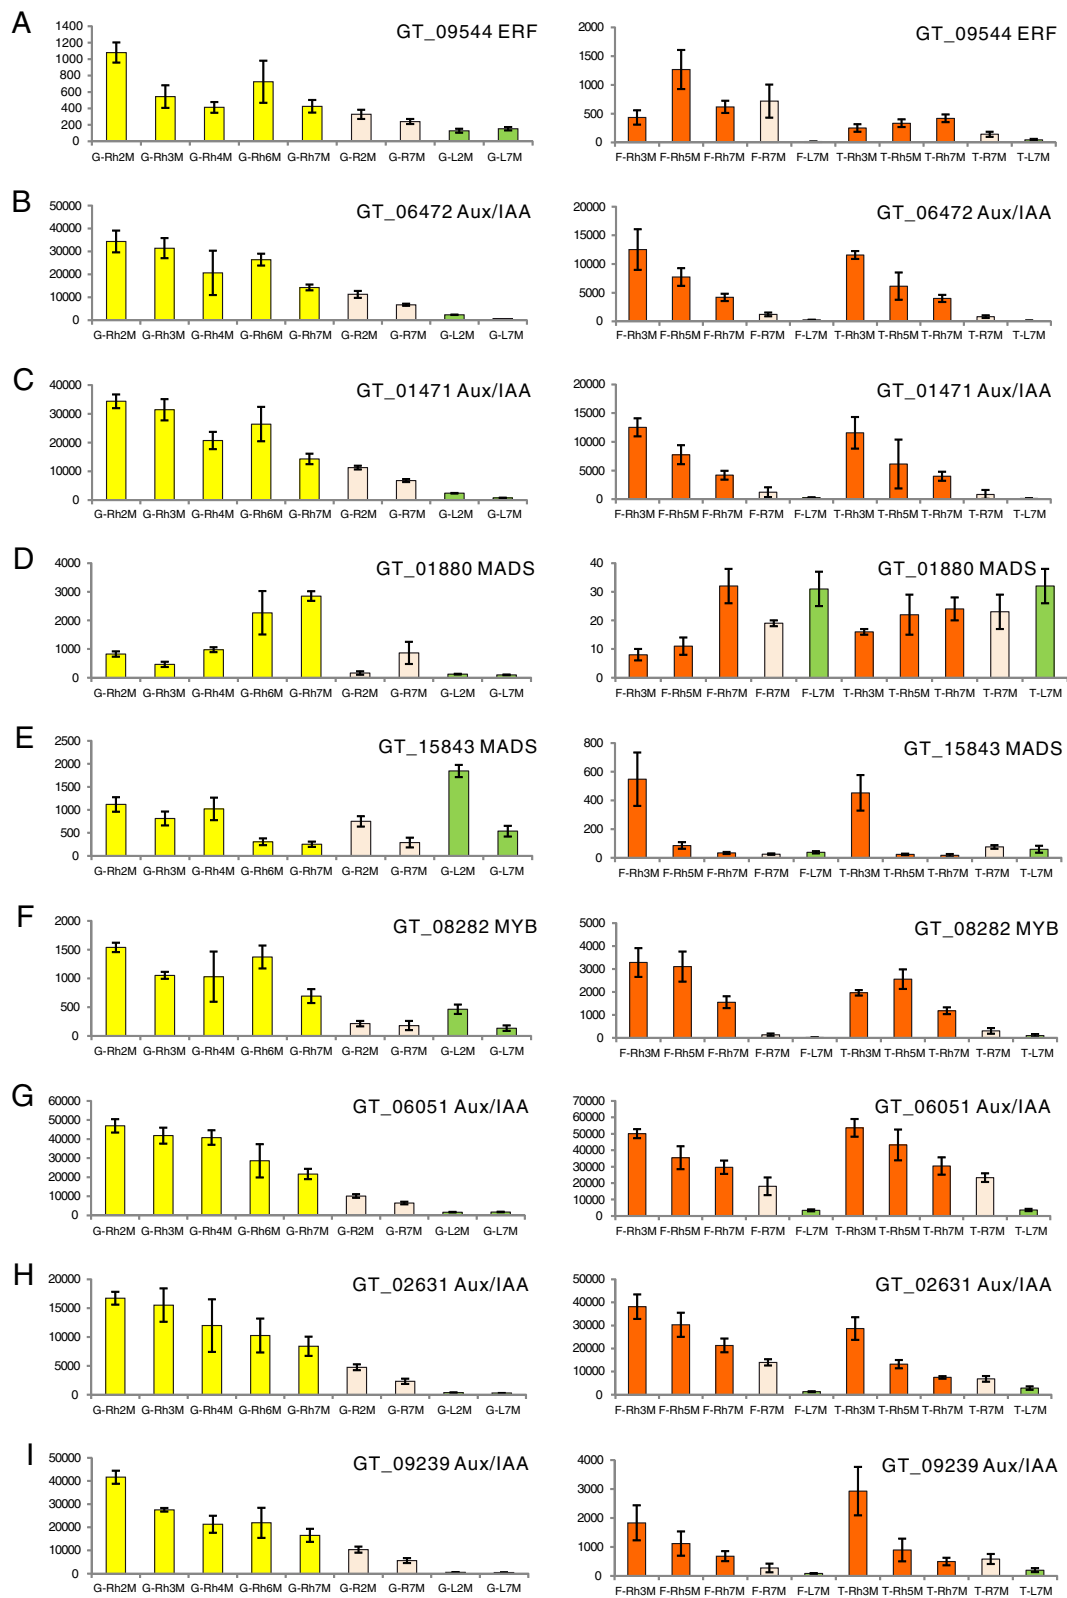 A
GT_09544 ERF
1400
1200
1000
800
600
400
200
0
G-Rh2M G-Rh3M G-Rh4M G-Rh6M G-Rh7M G-R2M G-R7M G-L2M G-L7M
GT_09544 ERF
2000
1500
1000
500
0
F-Rh3M F-Rh5M F-Rh7M F-R7M F-L7M T-Rh3M T-Rh5M T-Rh7M T-R7M T-L7M
B
GT_06472 Aux/IAA
50000
40000
30000
20000
10000
0
G-Rh2M G-Rh3M G-Rh4M G-Rh6M G-Rh7M G-R2M G-R7M G-L2M G-L7M
GT_06472 Aux/IAA
20000
15000
10000
5000
0
F-Rh3M F-Rh5M F-Rh7M F-R7M F-L7M T-Rh3M T-Rh5M T-Rh7M T-R7M T-L7M
C
GT_01471 Aux/IAA
40000
30000
20000
10000
0
G-Rh2M G-Rh3M G-Rh4M G-Rh6M G-Rh7M G-R2M G-R7M G-L2M G-L7M
GT_01471 Aux/IAA
20000
15000
10000
5000
0
F-Rh3M F-Rh5M F-Rh7M F-R7M F-L7M T-Rh3M T-Rh5M T-Rh7M T-R7M T-L7M
D
GT_01880 MADS
4000
3000
2000
1000
0
G-Rh2M G-Rh3M G-Rh4M G-Rh6M G-Rh7M G-R2M G-R7M G-L2M G-L7M
GT_01880 MADS
40
30
20
10
0
F-Rh3M F-Rh5M F-Rh7M F-R7M F-L7M T-Rh3M T-Rh5M T-Rh7M T-R7M T-L7M
E
GT_15843 MADS
2500
2000
1500
1000
500
0
G-Rh2M G-Rh3M G-Rh4M G-Rh6M G-Rh7M G-R2M G-R7M G-L2M G-L7M
GT_15843 MADS
800
600
400
200
0
F-Rh3M F-Rh5M F-Rh7M F-R7M F-L7M T-Rh3M T-Rh5M T-Rh7M T-R7M T-L7M
F
GT_08282 MYB
2000
1500
1000
500
0
G-Rh2M G-Rh3M G-Rh4M G-Rh6M G-Rh7M G-R2M G-R7M G-L2M G-L7M
GT_08282 MYB
5000
4000
3000
2000
1000
0
F-Rh3M F-Rh5M F-Rh7M F-R7M F-L7M T-Rh3M T-Rh5M T-Rh7M T-R7M T-L7M
G
GT_06051 Aux/IAA
60000
50000
40000
30000
20000
10000
0
G-Rh2M G-Rh3M G-Rh4M G-Rh6M G-Rh7M G-R2M G-R7M G-L2M G-L7M
GT_06051 Aux/IAA
70000
60000
50000
40000
30000
20000
10000
0
F-Rh3M F-Rh5M F-Rh7M F-R7M F-L7M T-Rh3M T-Rh5M T-Rh7M T-R7M T-L7M
H
GT_02631 Aux/IAA
20000
15000
10000
5000
0
G-Rh2M G-Rh3M G-Rh4M G-Rh6M G-Rh7M G-R2M G-R7M G-L2M G-L7M
GT_02631 Aux/IAA
50000
40000
30000
20000
10000
0
F-Rh3M F-Rh5M F-Rh7M F-R7M F-L7M T-Rh3M T-Rh5M T-Rh7M T-R7M T-L7M
I
GT_09239 Aux/IAA
50000
40000
30000
20000
10000
0
G-Rh2M G-Rh3M G-Rh4M G-Rh6M G-Rh7M G-R2M G-R7M G-L2M G-L7M
GT_09239 Aux/IAA
4000
3000
2000
1000
0
F-Rh3M F-Rh5M F-Rh7M F-R7M F-L7M T-Rh3M T-Rh5M T-Rh7M T-R7M T-L7M